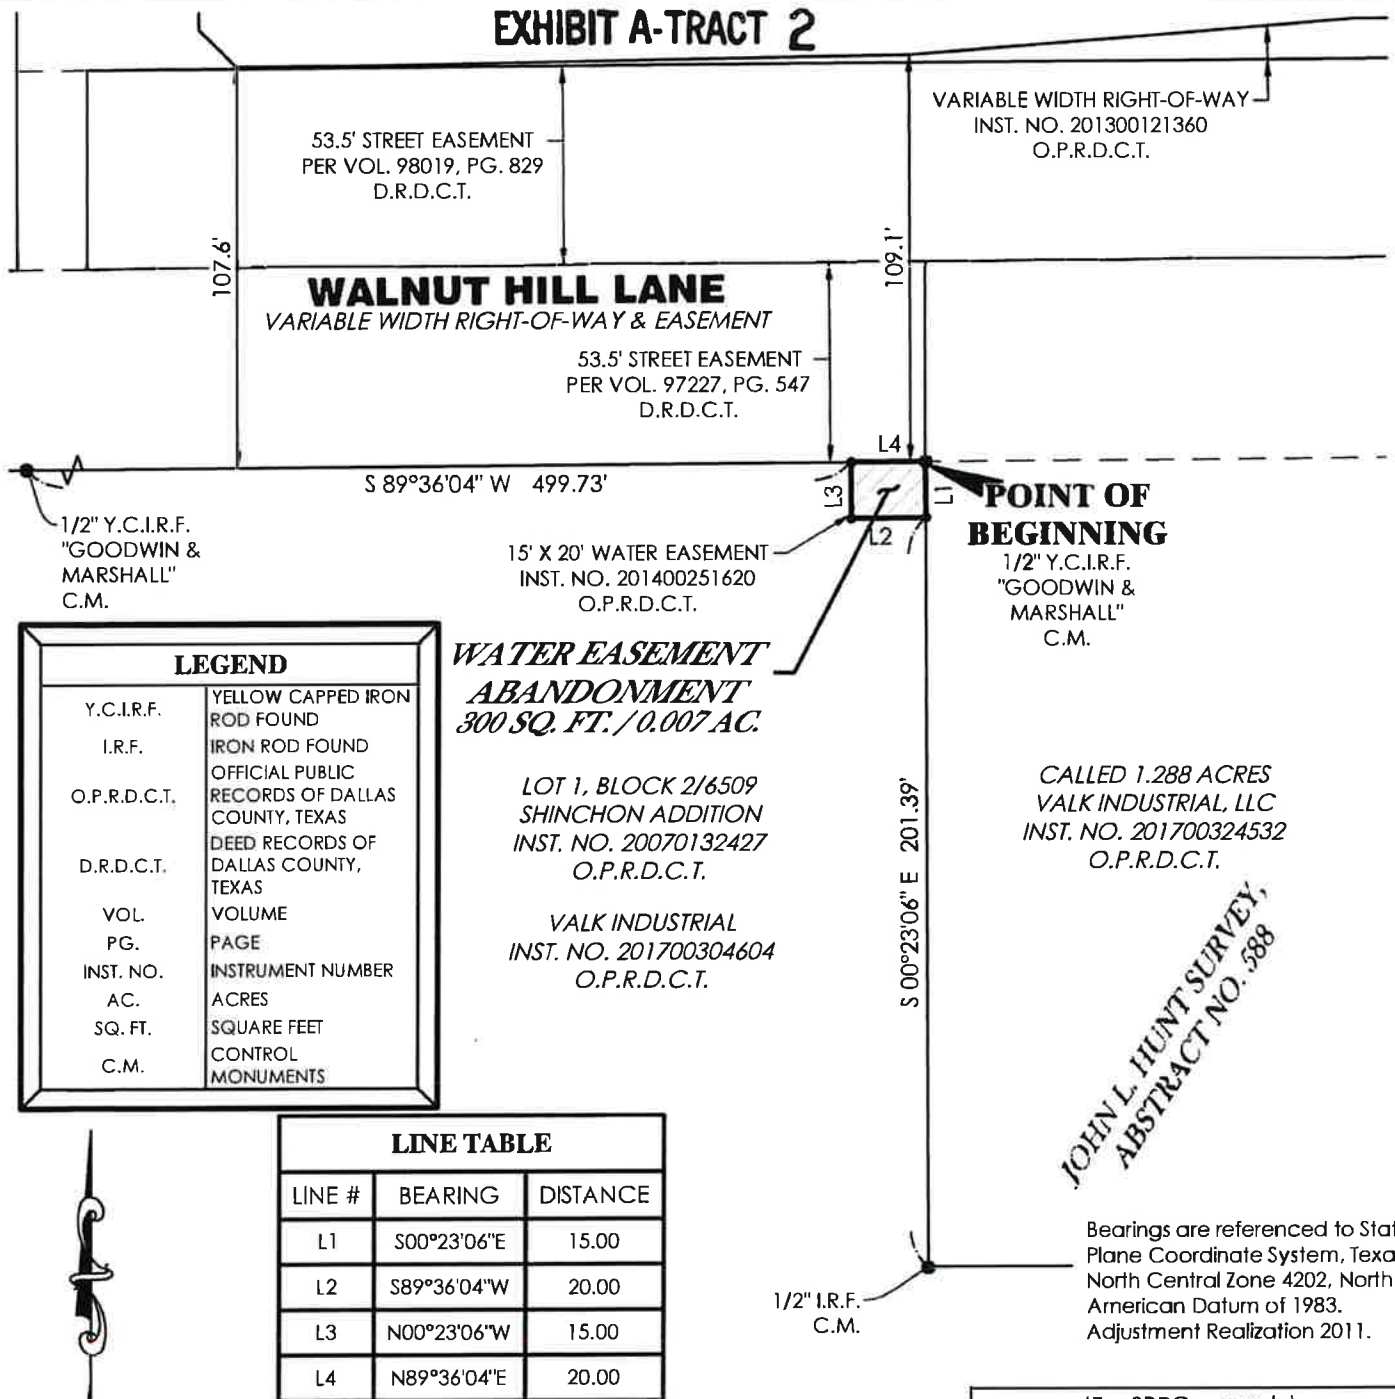 EXHIBIT A-TRACT 2
VARIABLE WIDTH RIGHT-OF-WAY
INST. NO. 201300121360
O.P.R.D.C.T.
53.5' STREET EASEMENT
PER VOL. 98019, PG. 829
D.R.D.C.T.
107.6'
109.1'
WALNUT HILL LANE
VARIABLE WIDTH RIGHT-OF-WAY & EASEMENT
53.5' STREET EASEMENT
PER VOL. 97227, PG. 547
D.R.D.C.T.
L4
S 89°36'04" W 499.73'
L3
L1
L2
POINT OF
BEGINNING
1/2" Y.C.I.R.F.
"GOODWIN &
MARSHALL"
C.M.
1/2" Y.C.I.R.F.
"GOODWIN &
MARSHALL"
C.M.
15' X 20' WATER EASEMENT
INST. NO. 201400251620
O.P.R.D.C.T.
WATER EASEMENT
ABANDONMENT
300 SQ. FT. / 0.007 AC.
LEGEND
Y.C.I.R.F. YELLOW CAPPED IRON
ROD FOUND
I.R.F. IRON ROD FOUND
O.P.R.D.C.T. OFFICIAL PUBLIC
RECORDS OF DALLAS
COUNTY, TEXAS
D.R.D.C.T. DEED RECORDS OF
DALLAS COUNTY,
TEXAS
VOL. VOLUME
PG. PAGE
INST. NO. INSTRUMENT NUMBER
AC. ACRES
SQ. FT. SQUARE FEET
C.M. CONTROL
MONUMENTS
LOT 1, BLOCK 2/6509
SHINCHON ADDITION
INST. NO. 20070132427
O.P.R.D.C.T.
VALK INDUSTRIAL
INST. NO. 201700304604
O.P.R.D.C.T.
S 00°23'06" E 201.39'
CALLED 1.288 ACRES
VALK INDUSTRIAL, LLC
INST. NO. 201700324532
O.P.R.D.C.T.
JOHN L. HUNT SURVEY,
ABSTRACT NO. 588
LINE TABLE
LINE # BEARING DISTANCE
L1 S00°23'06"E 15.00
L2 S89°36'04"W 20.00
L3 N00°23'06"W 15.00
L4 N89°36'04"E 20.00
1/2" I.R.F.
C.M.
Bearings are referenced to Stat
Plane Coordinate System, Texa
North Central Zone 4202, North
American Datum of 1983.
Adjustment Realization 2011.